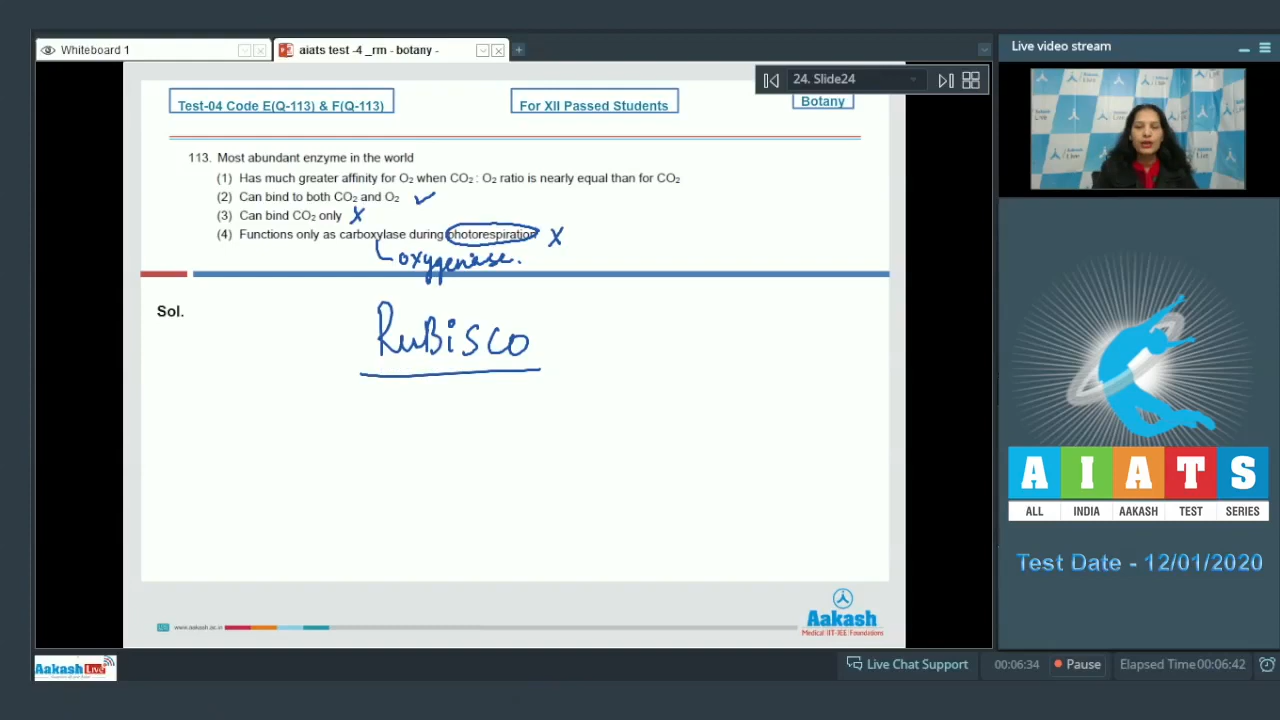 Whiteboard 1
aiats test -4 _rm - botany -
Live video stream
24. Slide24
Test-04 Code E(Q-113) & F(Q-113)
For XII Passed Students
Botany
113. Most abundant enzyme in the world
(1) Has much greater affinity for O₂ when CO₂ : O₂ ratio is nearly equal than for CO₂
(2) Can bind to both CO₂ and O₂ ✓
(3) Can bind CO₂ only ✗
(4) Functions only as carboxylase during photorespiration ✗
oxygenase.
Sol.
RuBisCO
AIATS
ALL INDIA AAKASH TEST SERIES
Test Date - 12/01/2020
Aakash
Medical | IIT-JEE | Foundations
www.aakash.ac.in
Aakash Live
Live Chat Support
00:06:34
Pause
Elapsed Time 00:06:42